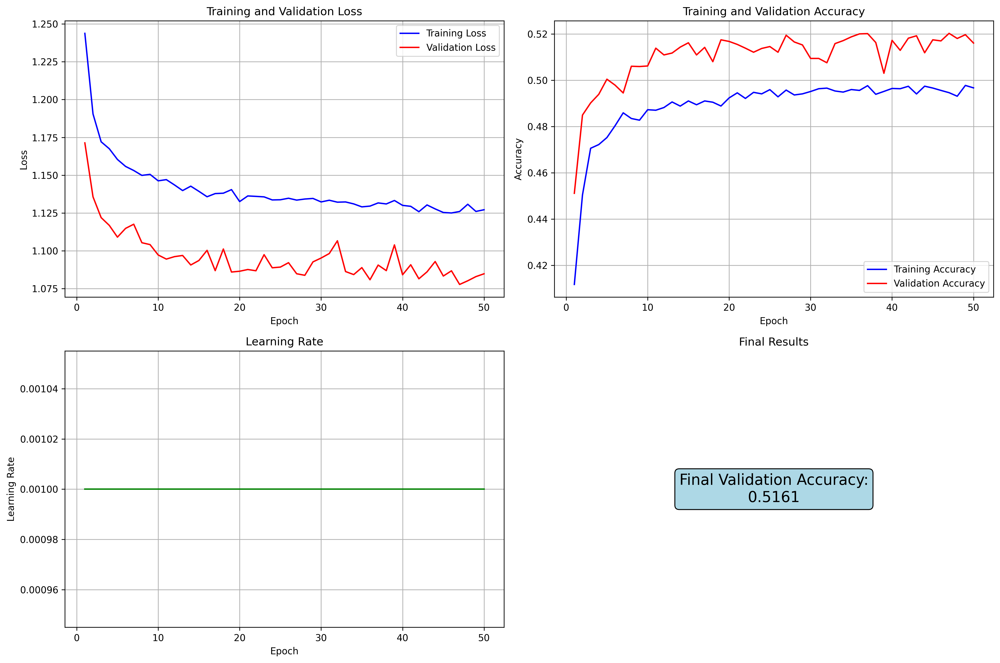 Training and Validation Loss
1.250
1.225
1.200
1.175
1.150
1.125
1.100
1.075
Loss
Training Loss
Validation Loss
0
10
20
30
40
50
Epoch
Training and Validation Accuracy
0.52
0.50
0.48
0.46
0.44
0.42
Accuracy
Training Accuracy
Validation Accuracy
0
10
20
30
40
50
Epoch
Learning Rate
0.00104
0.00102
0.00100
0.00098
0.00096
Learning Rate
0
10
20
30
40
50
Epoch
Final Results
Final Validation Accuracy:
0.5161